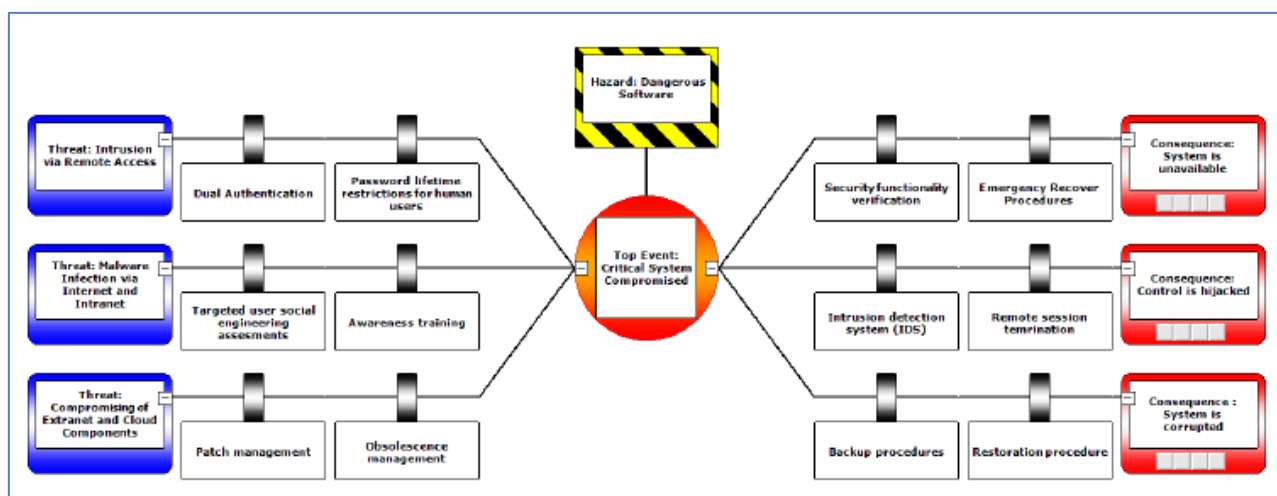 Hazard: Dangerous
Software
Threat: Intrusion
via Remote Access
Dual Authentication
Password lifetime
restrictions for human
users
Security functionality
verification
Emergency Recover
Procedures
Consequence:
System is
unavailable
Threat: Malware
Infection via
Internet and
Intranet
Targeted user social
engineering
assesments
Awareness training
Top Event:
Critical System
Compromised
Intrusion detection
system (IDS)
Remote session
temrination
Consequence:
Control is hijacked
Threat:
Compromising of
Extranet and Cloud
Components
Patch management
Obsolescence
management
Backup procedures
Restoration procedure
Consequence :
System is
corrupted